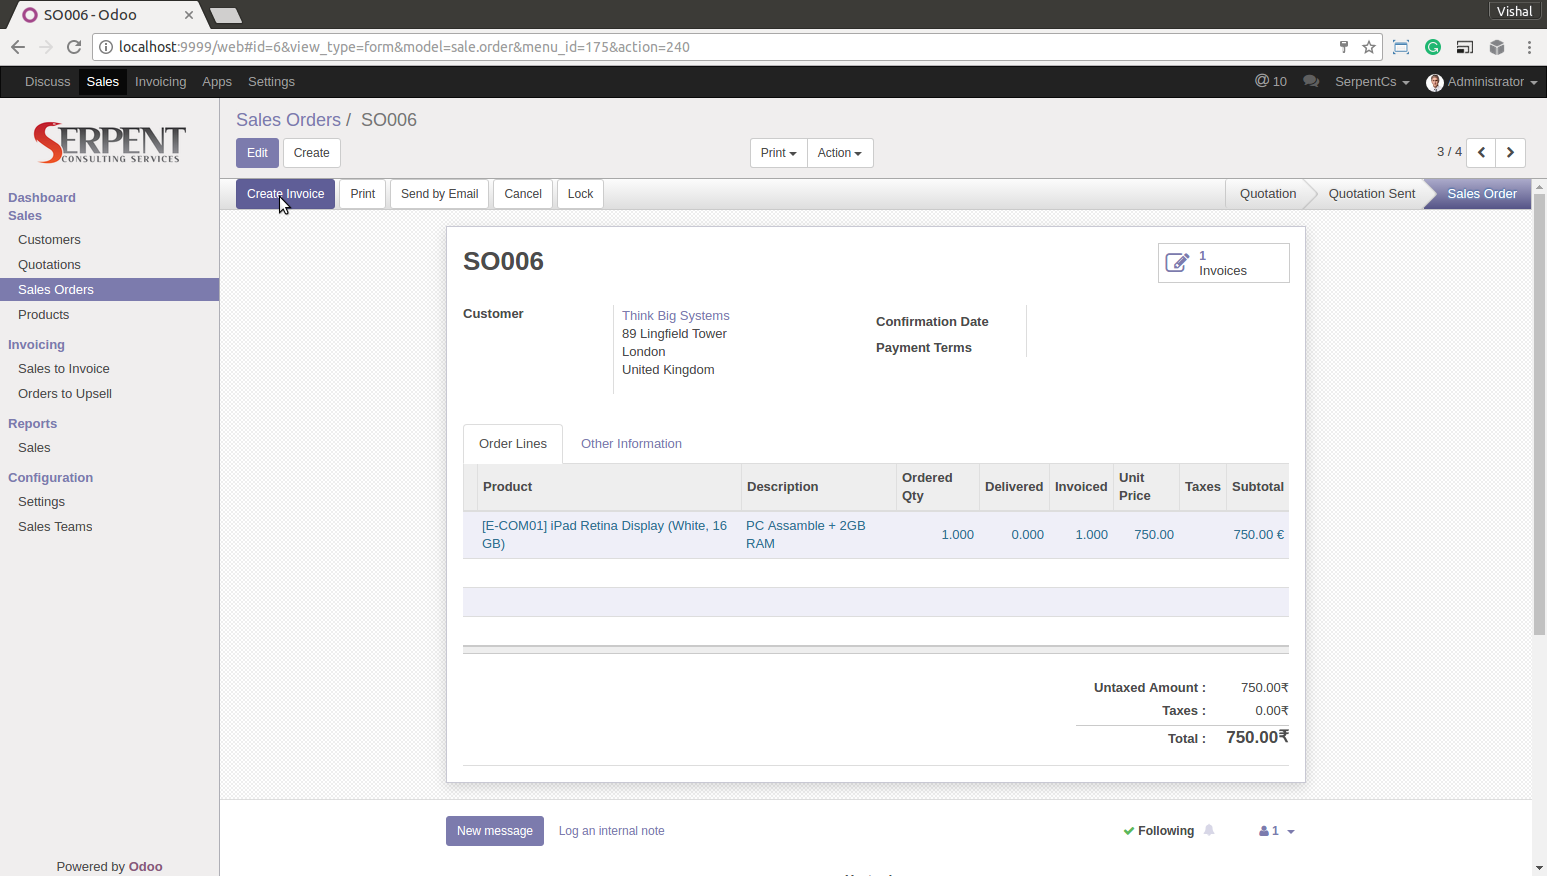 SO006 - Odoo
Vishal
localhost:9999/web#id=6&view_type=form&model=sale.order&menu_id=175&action=240
Discuss Sales Invoicing Apps Settings
@ 10 SerpentCs Administrator
SERPENT
CONSULTING SERVICES
Sales Orders / SO006
Edit Create
Print Action
3 / 4
Create Invoice Print Send by Email Cancel Lock
Quotation Quotation Sent Sales Order
Dashboard
Sales
Customers
Quotations
Sales Orders
Products
Invoicing
Sales to Invoice
Orders to Upsell
Reports
Sales
Configuration
Settings
Sales Teams
Powered by Odoo
SO006
1
Invoices
Customer
Think Big Systems
89 Lingfield Tower
London
United Kingdom
Confirmation Date
Payment Terms
Order Lines Other Information
Product Description Ordered Qty Delivered Invoiced Unit Price Taxes Subtotal
[E-COM01] iPad Retina Display (White, 16 GB) PC Assamble + 2GB RAM 1.000 0.000 1.000 750.00 750.00 €
Untaxed Amount : 750.00₹
Taxes : 0.00₹
Total : 750.00₹
New message Log an internal note
Following 1